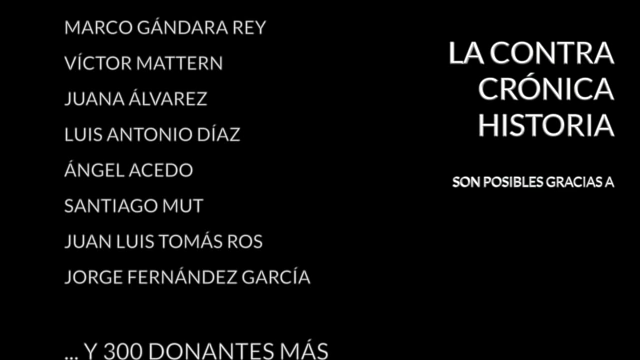 MARCO GÁNDARA REY
VÍCTOR MATTERN
JUANA ÁLVAREZ
LUIS ANTONIO DÍAZ
ÁNGEL ACEDO
SANTIAGO MUT
JUAN LUIS TOMÁS ROS
JORGE FERNÁNDEZ GARCÍA
... Y 300 DONANTES MÁS
LA CONTRA
CRÓNICA
HISTORIA
SON POSIBLES GRACIAS A